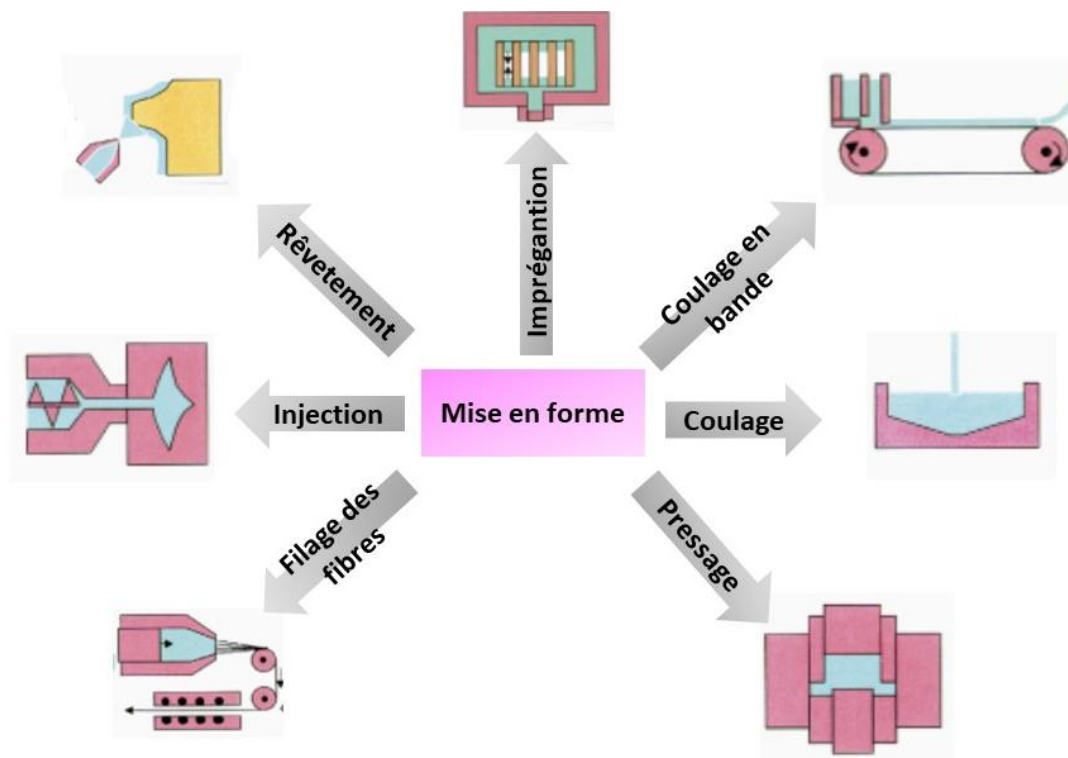 Imprégantion
Coulage en
bande
Rêvetement
Injection
Mise en forme
Coulage
Filage des
fibres
Pressage